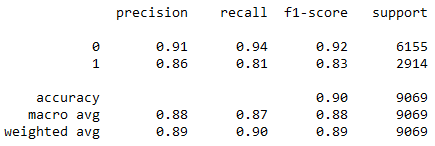 precision recall f1-score support
0 0.91 0.94 0.92 6155
1 0.86 0.81 0.83 2914
accuracy 0.90 9069
macro avg 0.88 0.87 0.88 9069
weighted avg 0.89 0.90 0.89 9069